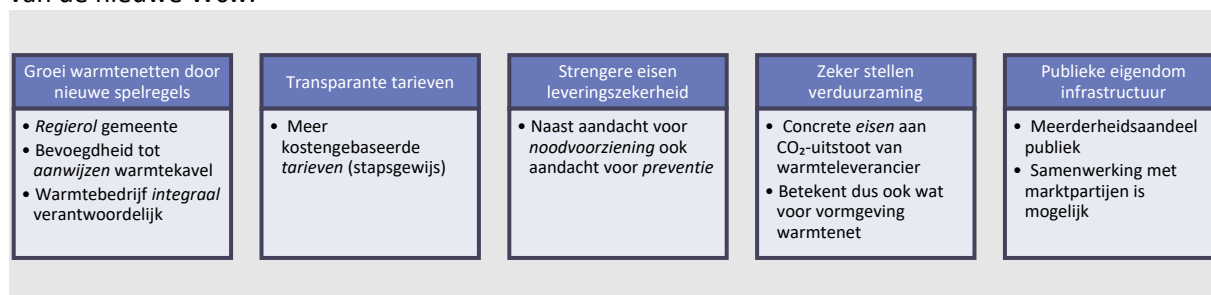 van de nieuwe Wcw:
Groei warmtenetten door
nieuwe spelregels
• Regierol gemeente
• Bevoegdheid tot
aanwijzen warmtekavel
• Warmtebedrijf integraal
verantwoordelijk
Transparante tarieven
• Meer
kostengebaseerde
tarieven (stapsgewijs)
Strengere eisen
leveringszekerheid
• Naast aandacht voor
noodvoorziening ook
aandacht voor preventie
Zeker stellen
verduurzaming
• Concrete eisen aan
CO₂-uitstoot van
warmteleverancier
• Betekent dus ook wat
voor vormgeving
warmtenet
Publieke eigendom
infrastructuur
• Meerderheidsaandeel
publiek
• Samenwerking met
marktpartijen is
mogelijk